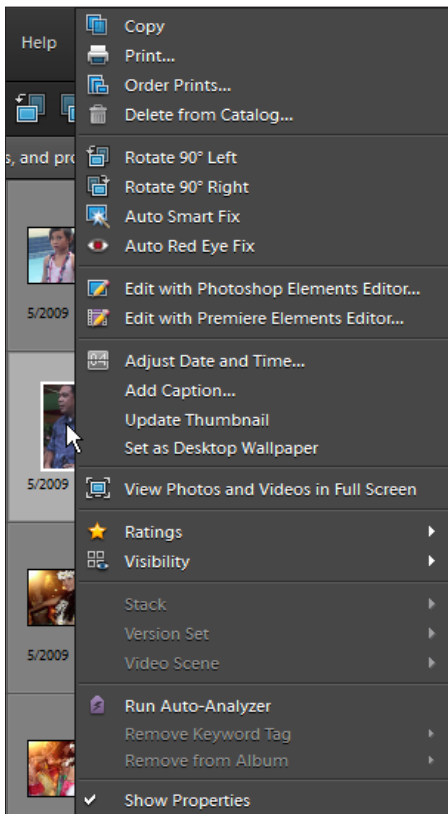 Help
s, and pro
5/2009
5/2009
5/2009
Copy
Print...
Order Prints...
Delete from Catalog...
Rotate 90° Left
Rotate 90° Right
Auto Smart Fix
Auto Red Eye Fix
Edit with Photoshop Elements Editor...
Edit with Premiere Elements Editor...
04
Adjust Date and Time...
Add Caption...
Update Thumbnail
Set as Desktop Wallpaper
View Photos and Videos in Full Screen
Ratings
Visibility
Stack
Version Set
Video Scene
Run Auto-Analyzer
Remove Keyword Tag
Remove from Album
Show Properties